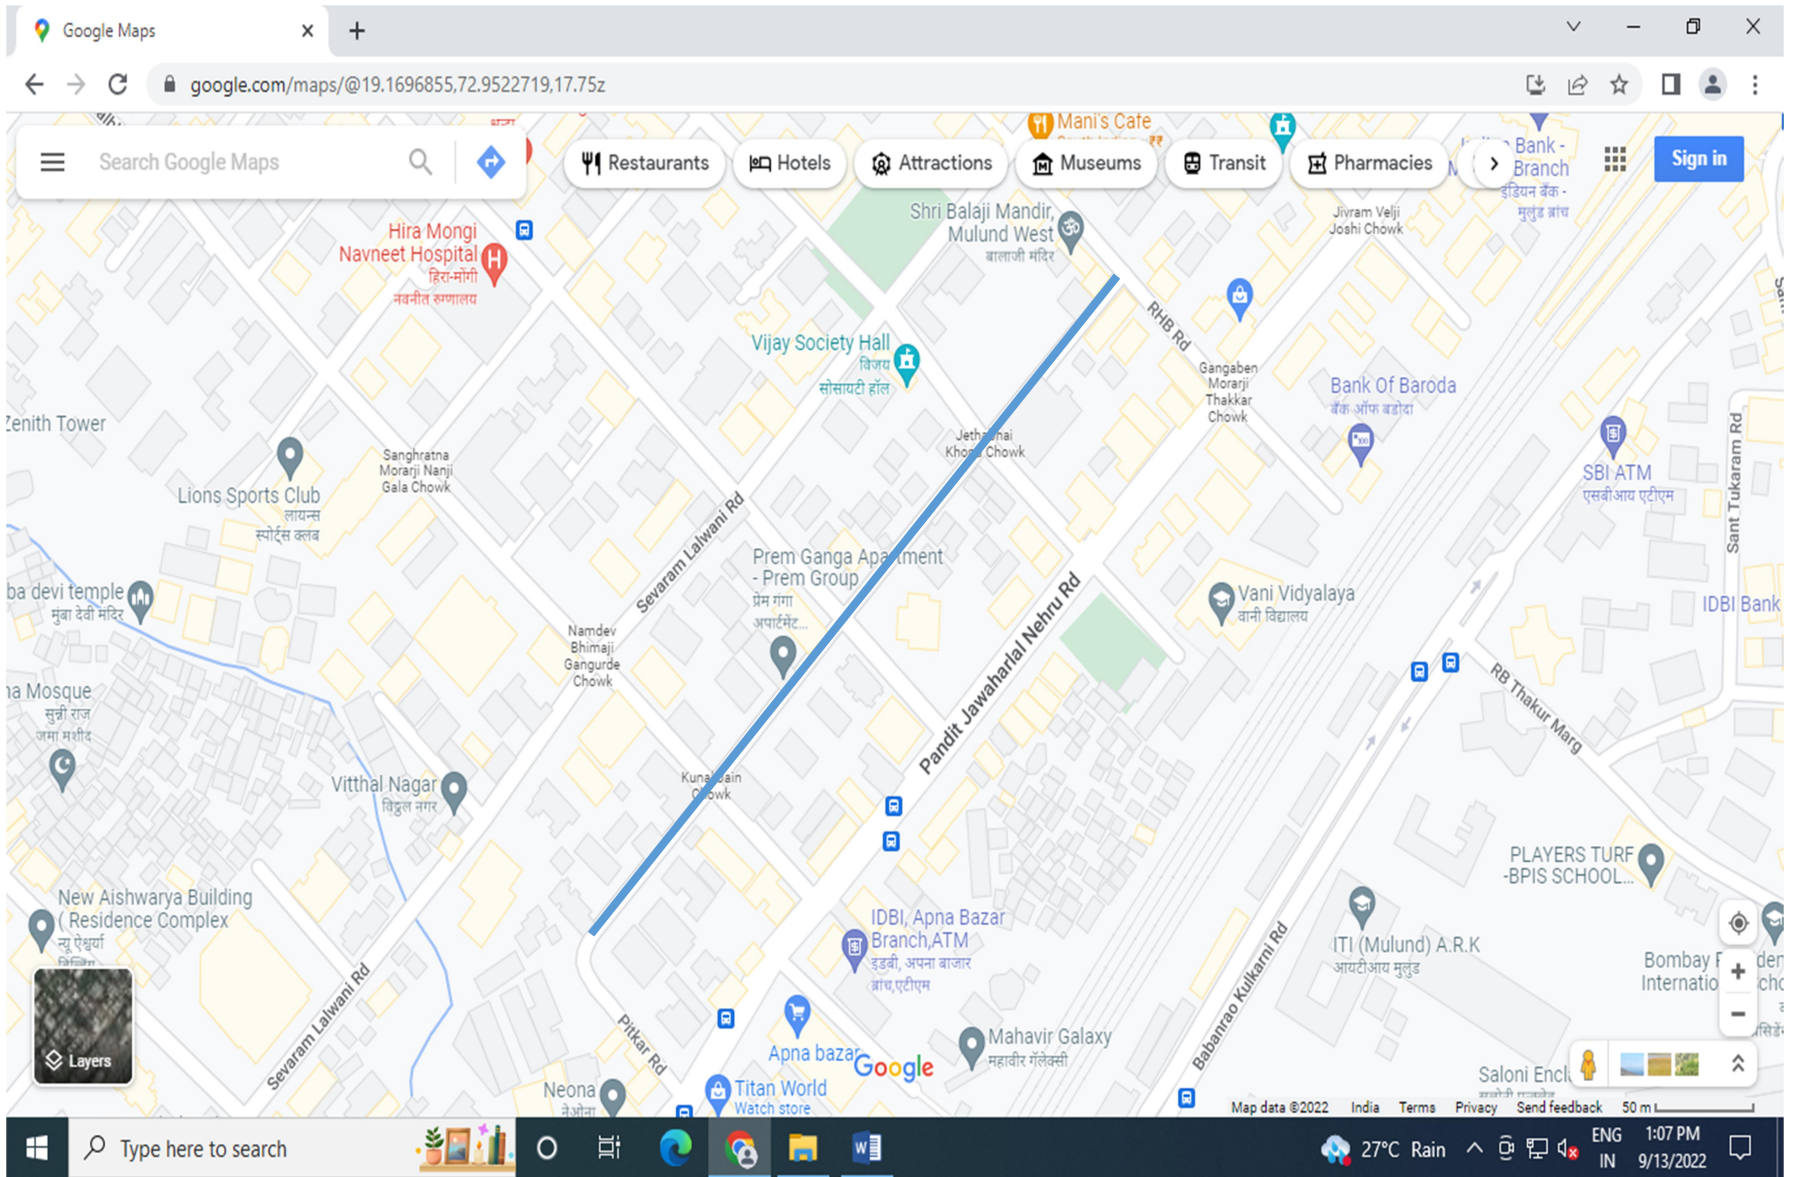 Google Maps
google.com/maps/@19.1696855,72.9522719,17.75z
Search Google Maps
Restaurants
Hotels
Attractions
Museums
Transit
Pharmacies
Sign in
Mani's Cafe
Bank -
Branch
इंडियन बँक -
मुलुंड ब्रांच
Hira Mongi
Navneet Hospital
हिरा-मोंगी
नवनीत रुग्णालय
Shri Balaji Mandir,
Mulund West
बालाजी मंदिर
Jivram Velji
Joshi Chowk
RHB Rd
Vijay Society Hall
विजय
सोसायटी हॉल
Gangaben
Morarji
Thakkar
Chowk
Bank Of Baroda
बँक ऑफ बडोदा
Zenith Tower
Chowk
Sanghratna
Morarji Nanji
Gala Chowk
SBI ATM
एसबीआय एटीएम
Sant Tukaram Rd
Lions Sports Club
लायन्स
स्पोर्ट्स क्लब
Sevaram Lalwani Rd
Prem Ganga
- Prem Group
प्रेम गंगा
अपार्टमेंट...
ba devi temple
मुंबा देवी मंदिर
Vani Vidyalaya
वानी विद्यालय
IDBI Bank
Namdev
Bhimaji
Gangurde
Chowk
Pandit Jawaharlal Nehru Rd
RB Thakur Marg
na Mosque
सुन्नी राजा
जमा मशीद
Vitthal Nagar
विठ्ठल नगर
PLAYERS TURF
-BPIS SCHOOL...
New Aishwarya Building
( Residence Complex
न्यू ऐश्वर्या
बिल्डिंग
IDBI, Apna Bazar
Branch,ATM
इडबी, अपना बाजार
ब्रांच,एटीएम
ITI (Mulund) A.R.K
आयटीआय मुलुंड
Babanrao Kulkarni Rd
Bombay
Internatio
Sevaram Lalwani Rd
Pitkar Rd
Layers
Apna bazar
Google
Mahavir Galaxy
महावीर गॅलेक्सी
Neona
नेओना
Titan World
Watch store
Saloni Encl
Map data ©2022 India Terms Privacy Send feedback 50 m
Type here to search
27°C Rain
ENG
IN
1:07 PM
9/13/2022